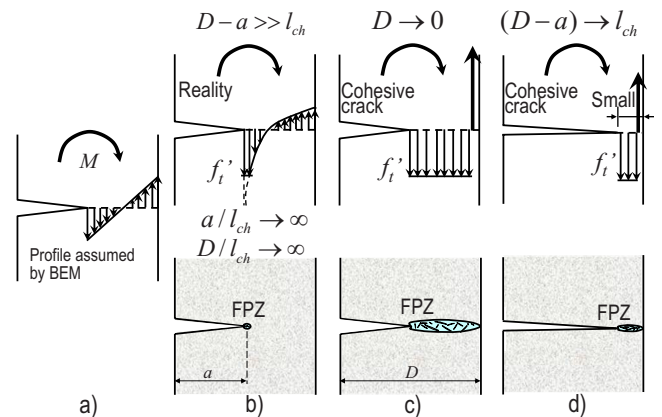 D − a >> l_ch
D → 0
(D − a) → l_ch
Reality
Cohesive
crack
Cohesive
crack
Small
M
f_t'
f_t'
f_t'
a / l_ch → ∞
D / l_ch → ∞
Profile assumed
by BEM
FPZ
FPZ
FPZ
a
D
a)
b)
c)
d)